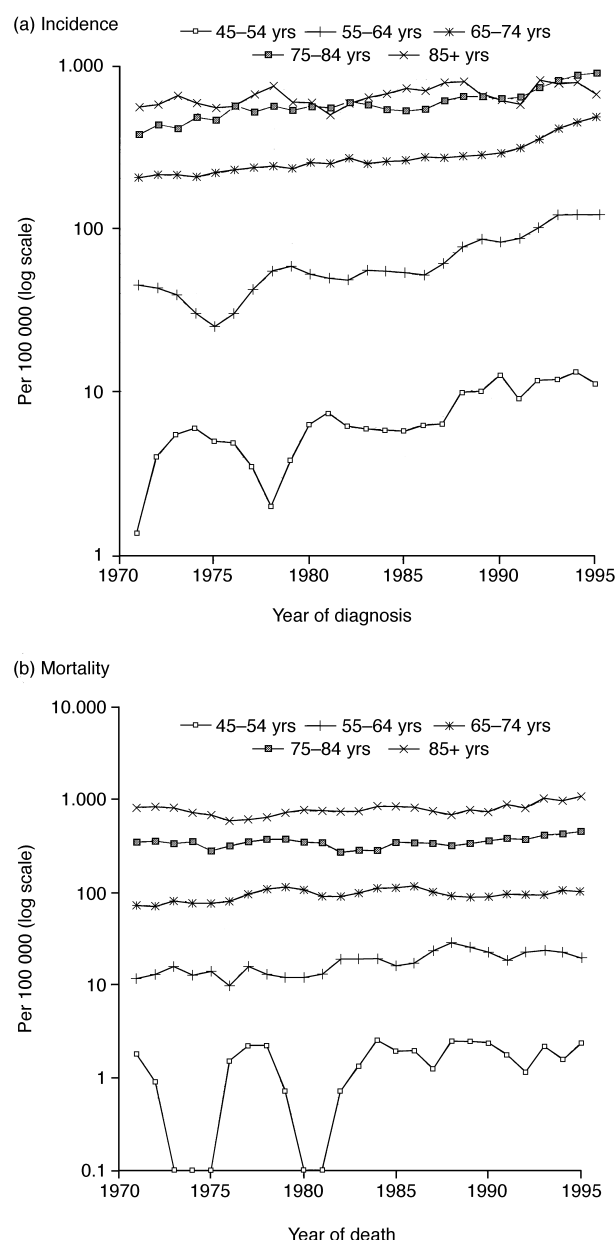 (a) Incidence
45–54 yrs 55–64 yrs 65–74 yrs
75–84 yrs 85+ yrs
1.000
100
10
1
Per 100 000 (log scale)
1970 1975 1980 1985 1990 1995
Year of diagnosis
(b) Mortality
10.000
45–54 yrs 55–64 yrs 65–74 yrs
75–84 yrs 85+ yrs
1.000
100
10
1
0.1
Per 100 000 (log scale)
1970 1975 1980 1985 1990 1995
Year of death